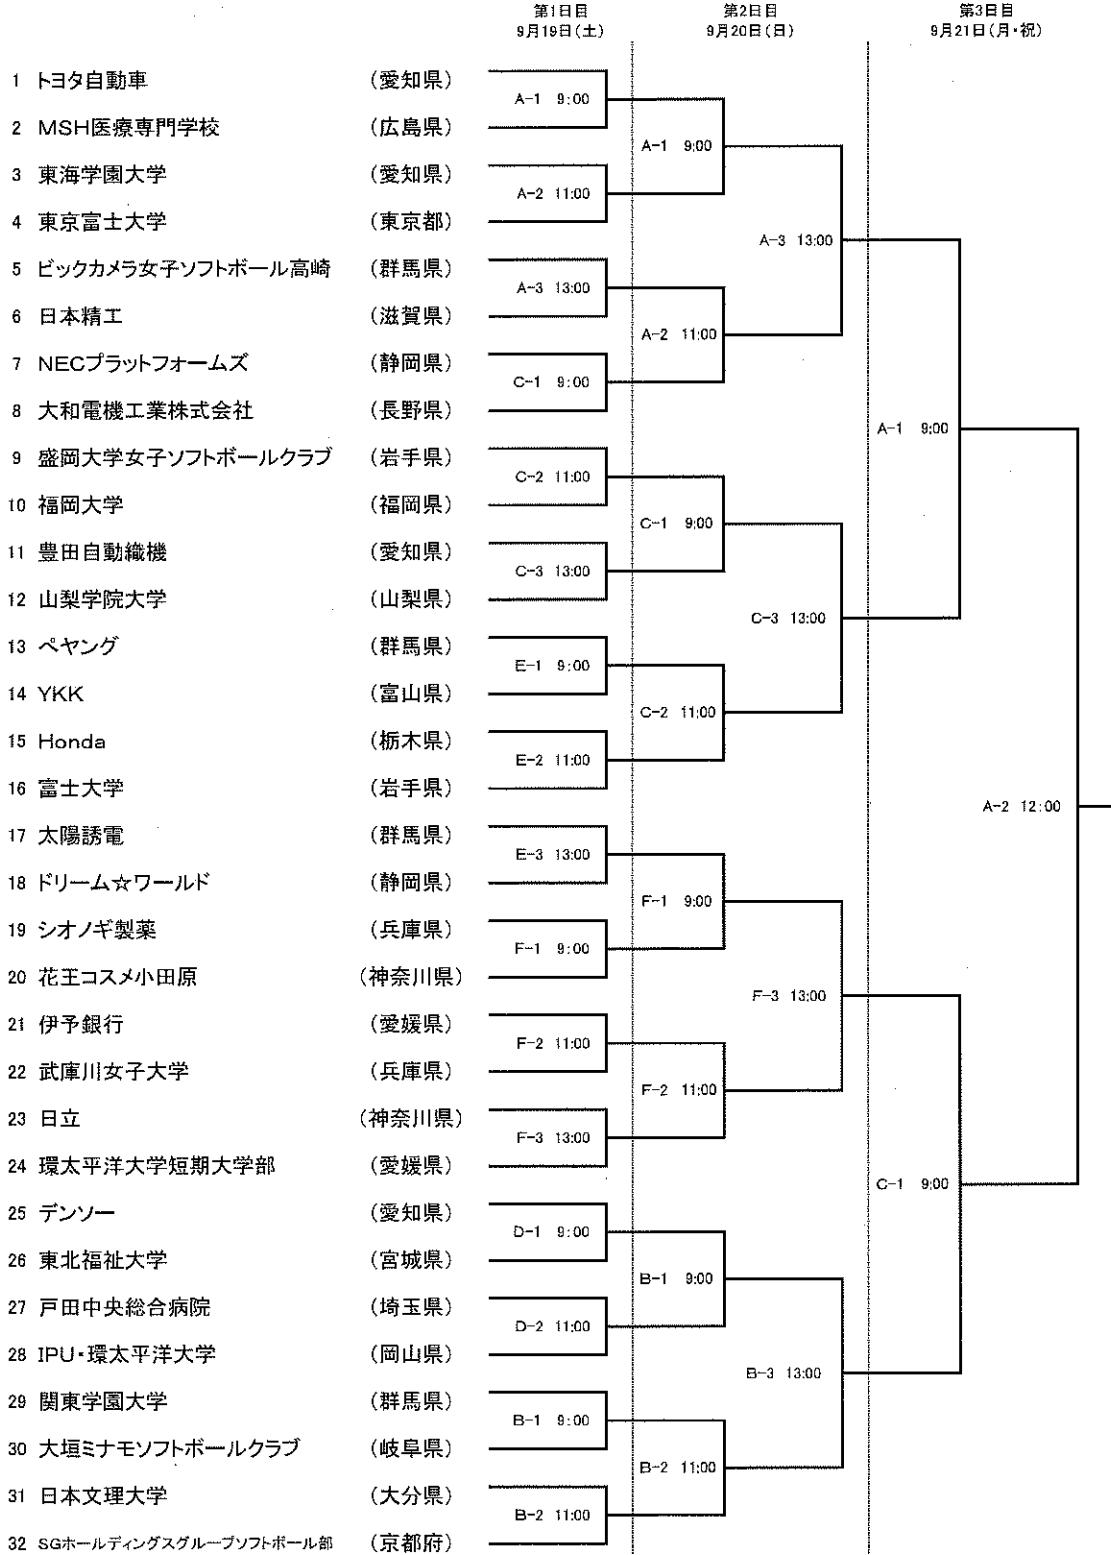 第1日目 第2日目 第3日目
9月19日(土) 9月20日(日) 9月21日(月・祝)
1 トヨタ自動車 (愛知県)
A-1 9:00
2 MSH医療専門学校 (広島県)
A-1 9:00
3 東海学園大学 (愛知県)
A-2 11:00
4 東京富士大学 (東京都)
A-3 13:00
5 ビックカメラ女子ソフトボール高崎 (群馬県)
A-3 13:00
6 日本精工 (滋賀県)
A-2 11:00
7 NECプラットフォームズ (静岡県)
C-1 9:00
8 大和電機工業株式会社 (長野県)
A-1 9:00
9 盛岡大学女子ソフトボールクラブ (岩手県)
C-2 11:00
10 福岡大学 (福岡県)
C-1 9:00
11 豊田自動織機 (愛知県)
C-3 13:00
12 山梨学院大学 (山梨県)
C-3 13:00
13 ペヤング (群馬県)
E-1 9:00
14 YKK (富山県)
C-2 11:00
15 Honda (栃木県)
E-2 11:00
16 富士大学 (岩手県)
A-2 12:00
17 太陽誘電 (群馬県)
E-3 13:00
18 ドリーム☆ワールド (静岡県)
F-1 9:00
19 シオノギ製薬 (兵庫県)
F-1 9:00
20 花王コスメ小田原 (神奈川県)
F-3 13:00
21 伊予銀行 (愛媛県)
F-2 11:00
22 武庫川女子大学 (兵庫県)
F-2 11:00
23 日立 (神奈川県)
F-3 13:00
24 環太平洋大学短期大学部 (愛媛県)
C-1 9:00
25 デンソー (愛知県)
D-1 9:00
26 東北福祉大学 (宮城県)
B-1 9:00
27 戸田中央総合病院 (埼玉県)
D-2 11:00
28 IPU・環太平洋大学 (岡山県)
B-3 13:00
29 関東学園大学 (群馬県)
B-1 9:00
30 大垣ミナモソフトボールクラブ (岐阜県)
B-2 11:00
31 日本文理大学 (大分県)
B-2 11:00
32 SGホールディングスグループソフトボール部 (京都府)